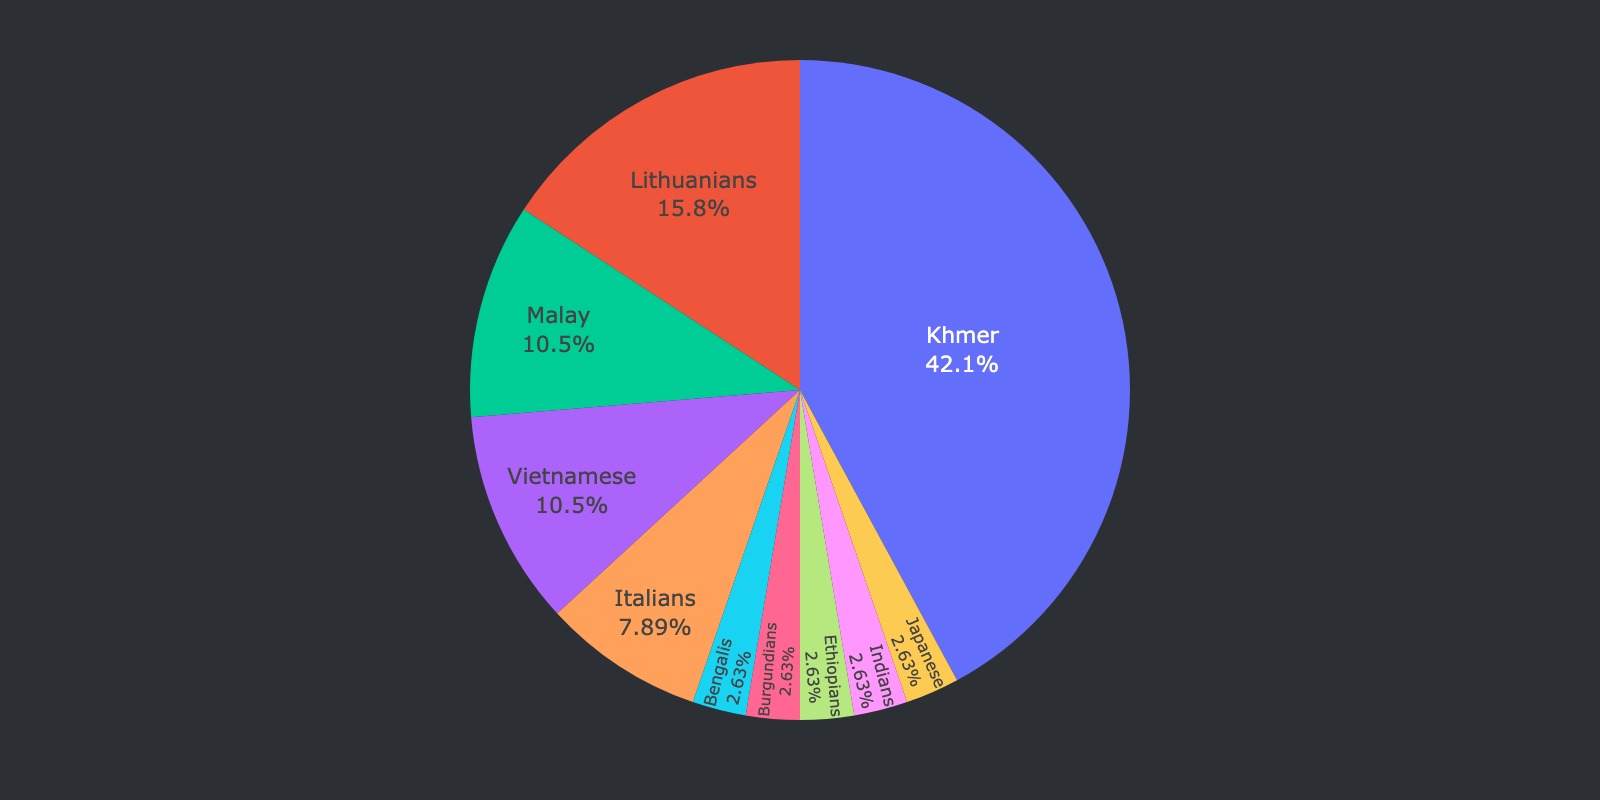 Lithuanians
15.8%
Malay
10.5%
Khmer
42.1%
Vietnamese
10.5%
Italians
7.89%
Bengalis
2.63%
Burgundians
2.63%
Ethiopians
2.63%
Indians
2.63%
Japanese
2.63%